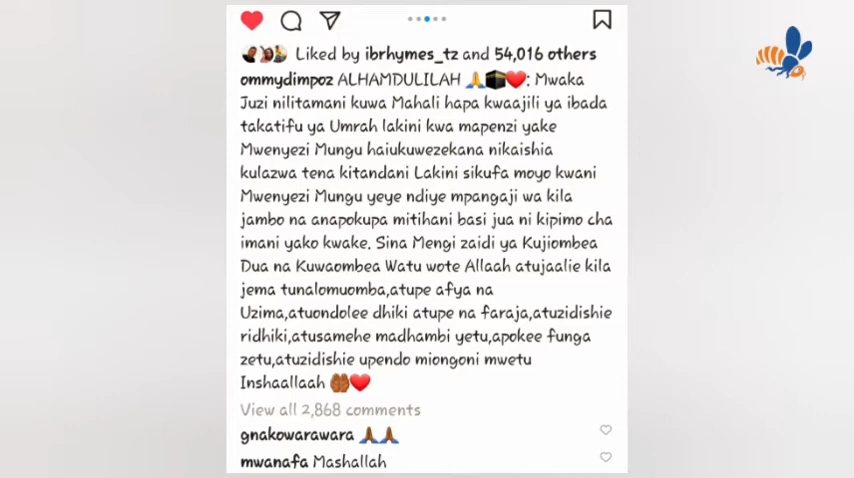 Liked by ibrhymes_tz and 54,016 others
ommydimpoz ALHAMDULILAH 🙏🕋❤️: Mwaka
Juzi nilitamani kuwa Mahali hapa kwaajili ya ibada
takatifu ya Umrah lakini kwa mapenzi yake
Mwenyezi Mungu haiukuwezekana nikaishia
kulazwa tena kitandani Lakini sikufa moyo kwani
Mwenyezi Mungu yeye ndiye mpangaji wa kila
jambo na anapokupa mitihani basi jua ni kipimo cha
imani yako kwake. Sina Mengi zaidi ya Kujiombea
Dua na Kuwaombea Watu wote Allaah atujaalie kila
jema tunalomuomba,atupe afya na
Uzima,atuondolee dhiki atupe na faraja,atuzidishie
ridhiki,atusamehe madhambi yetu,apokee funga
zetu,atuzidishie upendo miongoni mwetu
Inshaallaah 🤲🏾❤️
View all 2,868 comments
gnakowarawara 🙏🏾🙏🏾
mwanafa Mashallah